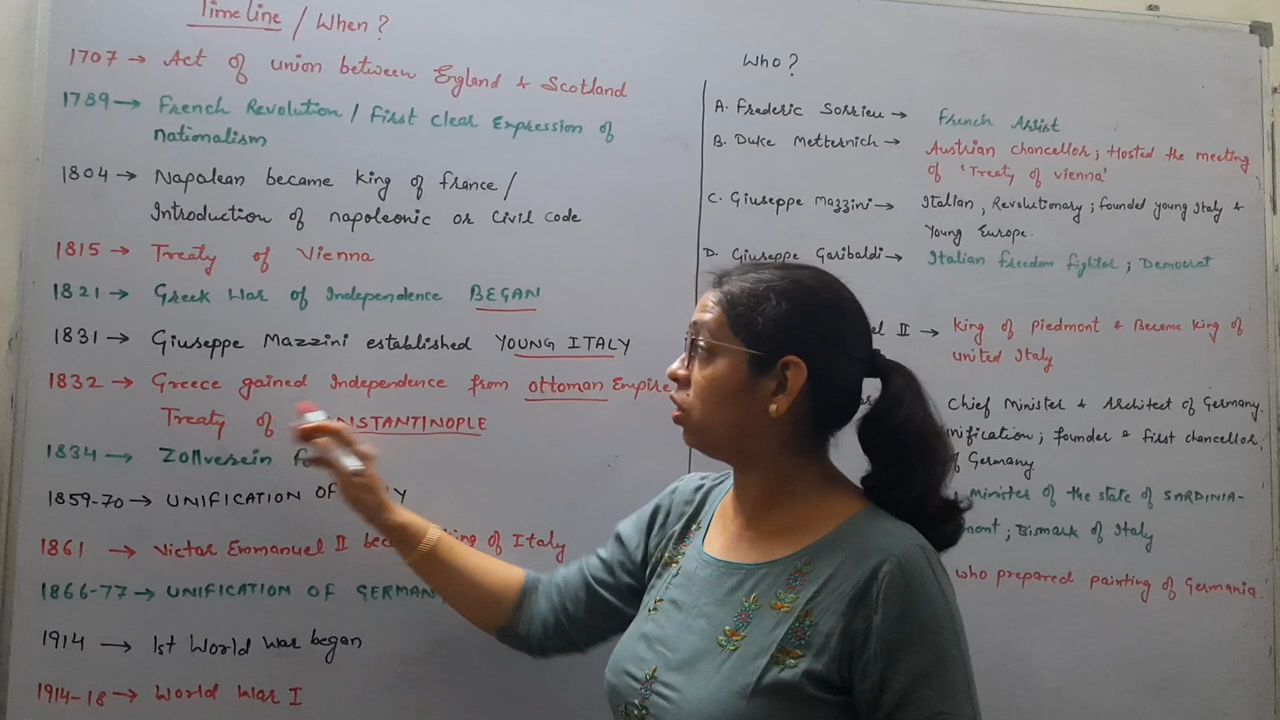 Timeline / When?
1707 → Act of union between England & Scotland
1789 → French Revolution / First Clear Expression of
nationalism
1804 → Napolean became King of france /
Introduction of napoleonic or Civil code
1815 → Treaty of Vienna
1821 → Greek War of Independence BEGAN
1831 → Giuseppe Mazzini established YOUNG ITALY
1832 → Greece gained Independence from Ottoman Empire
Treaty of
1834 → Zollverein
1859-70 → UNIFICATION OF
1861 → Victor Emmanuel II of Italy
1866-77 → UNIFICATION OF GERMAN
1914 → 1st World War began
1914-18 → World War I
Who?
A. Frederic Sorrieu → French Artist
B. Duke Metternich → Austrian chancellor; Hosted the meeting
of 'Treaty of vienna'
C. Giuseppe Mazzini → Italian, Revolutionary; founded young Italy &
Young Europe.
D. Giuseppe Garibaldi → Italian freedom fighter; Democrat
II → King of Piedmont & Became King of
united Italy
Chief Minister & Architect of Germany
founder & first chancellor
Germany
minister of the state of SARDINIA-
; Bismark of Italy
who prepared painting of Germania.